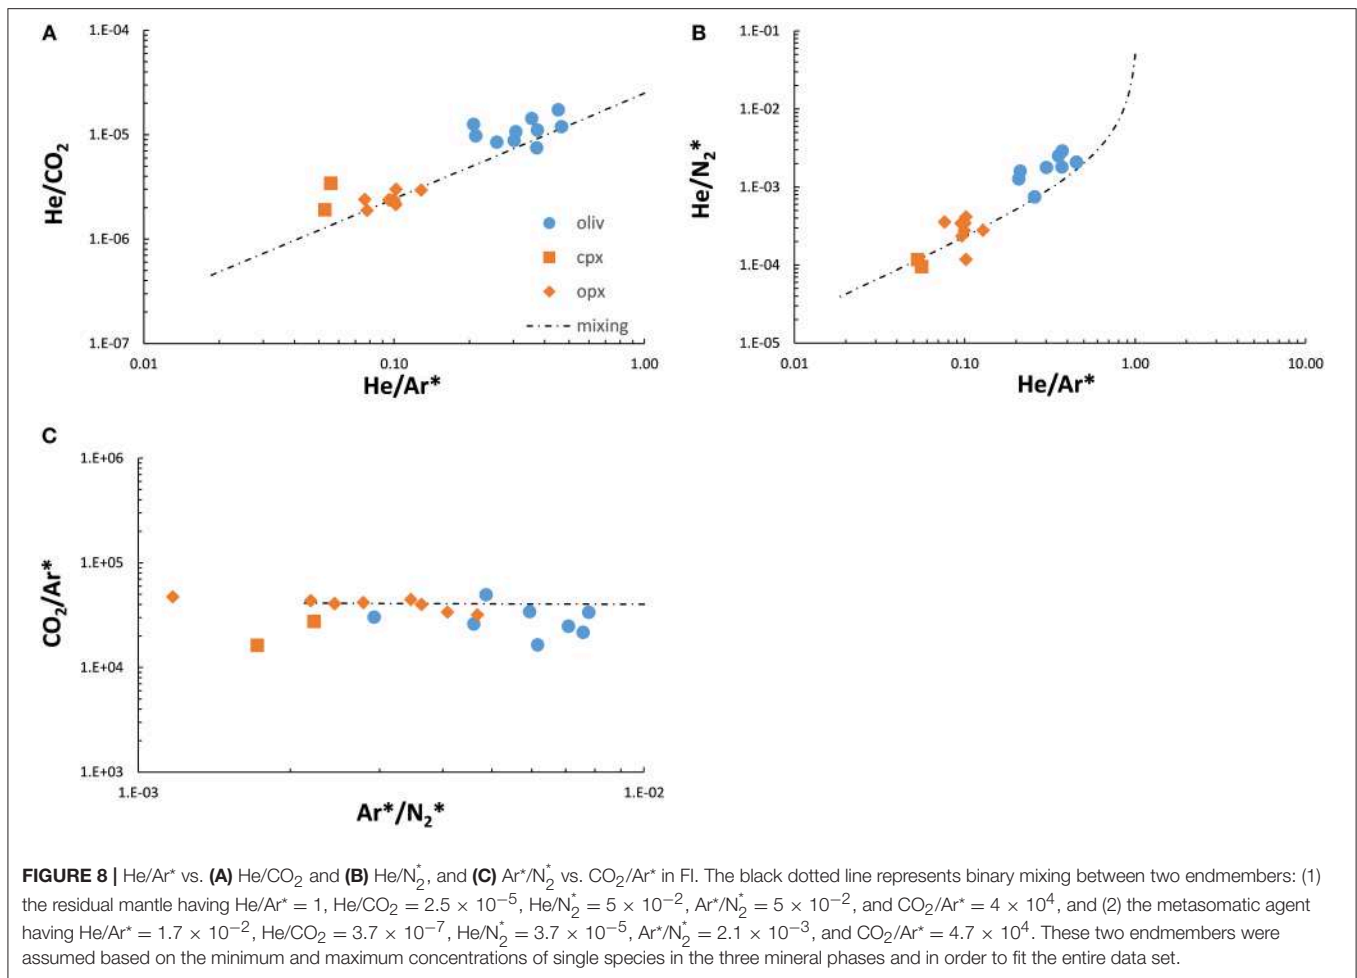 A
1.E-04
1.E-05
1.E-06
1.E-07
He/CO2
0.01
0.10
1.00
He/Ar*
oliv
cpx
opx
mixing
B
1.E-01
1.E-02
1.E-03
1.E-04
1.E-05
He/N2*
0.01
0.10
1.00
10.00
He/Ar*
C
1.E+06
1.E+05
1.E+04
1.E+03
CO2/Ar*
1.E-03
1.E-02
Ar*/N2*
FIGURE 8 | He/Ar* vs. (A) He/CO2 and (B) He/N2*, and (C) Ar*/N2* vs. CO2/Ar* in FI. The black dotted line represents binary mixing between two endmembers: (1)
the residual mantle having He/Ar* = 1, He/CO2 = 2.5 × 10−5, He/N2* = 5 × 10−2, Ar*/N2* = 5 × 10−2, and CO2/Ar* = 4 × 104, and (2) the metasomatic agent
having He/Ar* = 1.7 × 10−2, He/CO2 = 3.7 × 10−7, He/N2* = 3.7 × 10−5, Ar*/N2* = 2.1 × 10−3, and CO2/Ar* = 4.7 × 104. These two endmembers were
assumed based on the minimum and maximum concentrations of single species in the three mineral phases and in order to fit the entire data set.